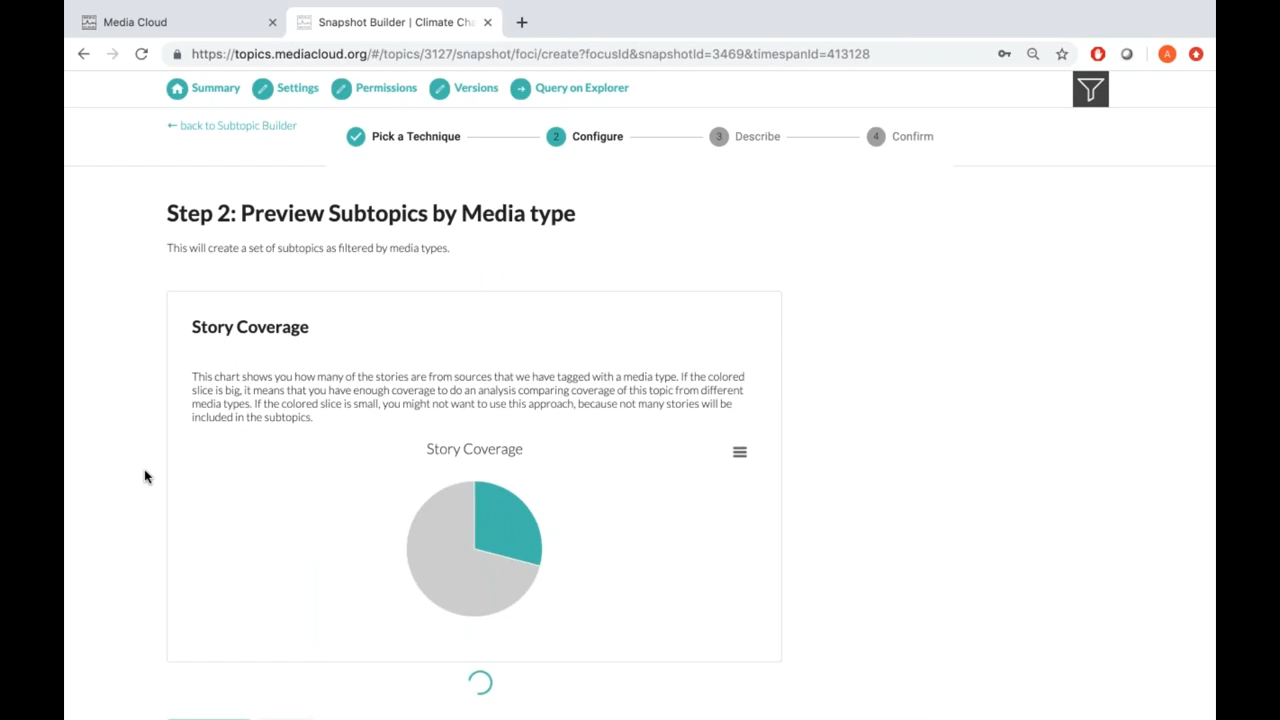 Media Cloud
Snapshot Builder | Climate Cha
https://topics.mediacloud.org/#/topics/3127/snapshot/foci/create?focusId&snapshotId=3469&timespanId=413128
A
Summary Settings Permissions Versions Query on Explorer
← back to Subtopic Builder
Pick a Technique 2 Configure 3 Describe 4 Confirm
Step 2: Preview Subtopics by Media type
This will create a set of subtopics as filtered by media types.
Story Coverage
This chart shows you how many of the stories are from sources that we have tagged with a media type. If the colored
slice is big, it means that you have enough coverage to do an analysis comparing coverage of this topic from different
media types. If the colored slice is small, you might not want to use this approach, because not many stories will be
included in the subtopics.
Story Coverage